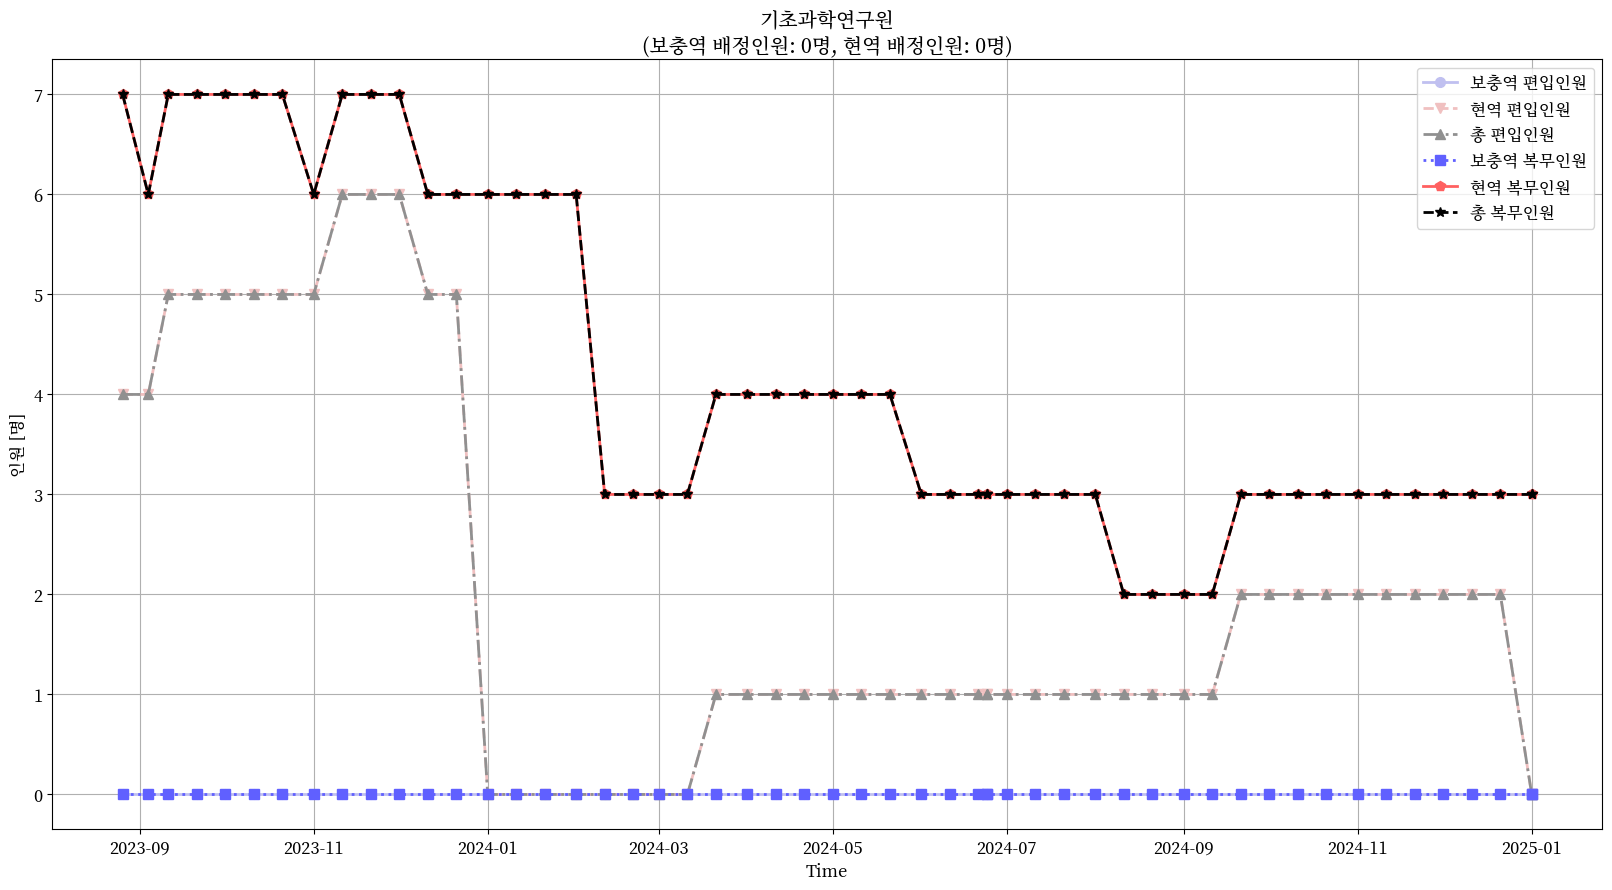 기초과학연구원
(보충역 배정인원: 0명, 현역 배정인원: 0명)
보충역 편입인원
현역 편입인원
총 편입인원
보충역 복무인원
현역 복무인원
총 복무인원
인원 [명]
7
6
5
4
3
2
1
0
2023-09 2023-11 2024-01 2024-03 2024-05 2024-07 2024-09 2024-11 2025-01
Time